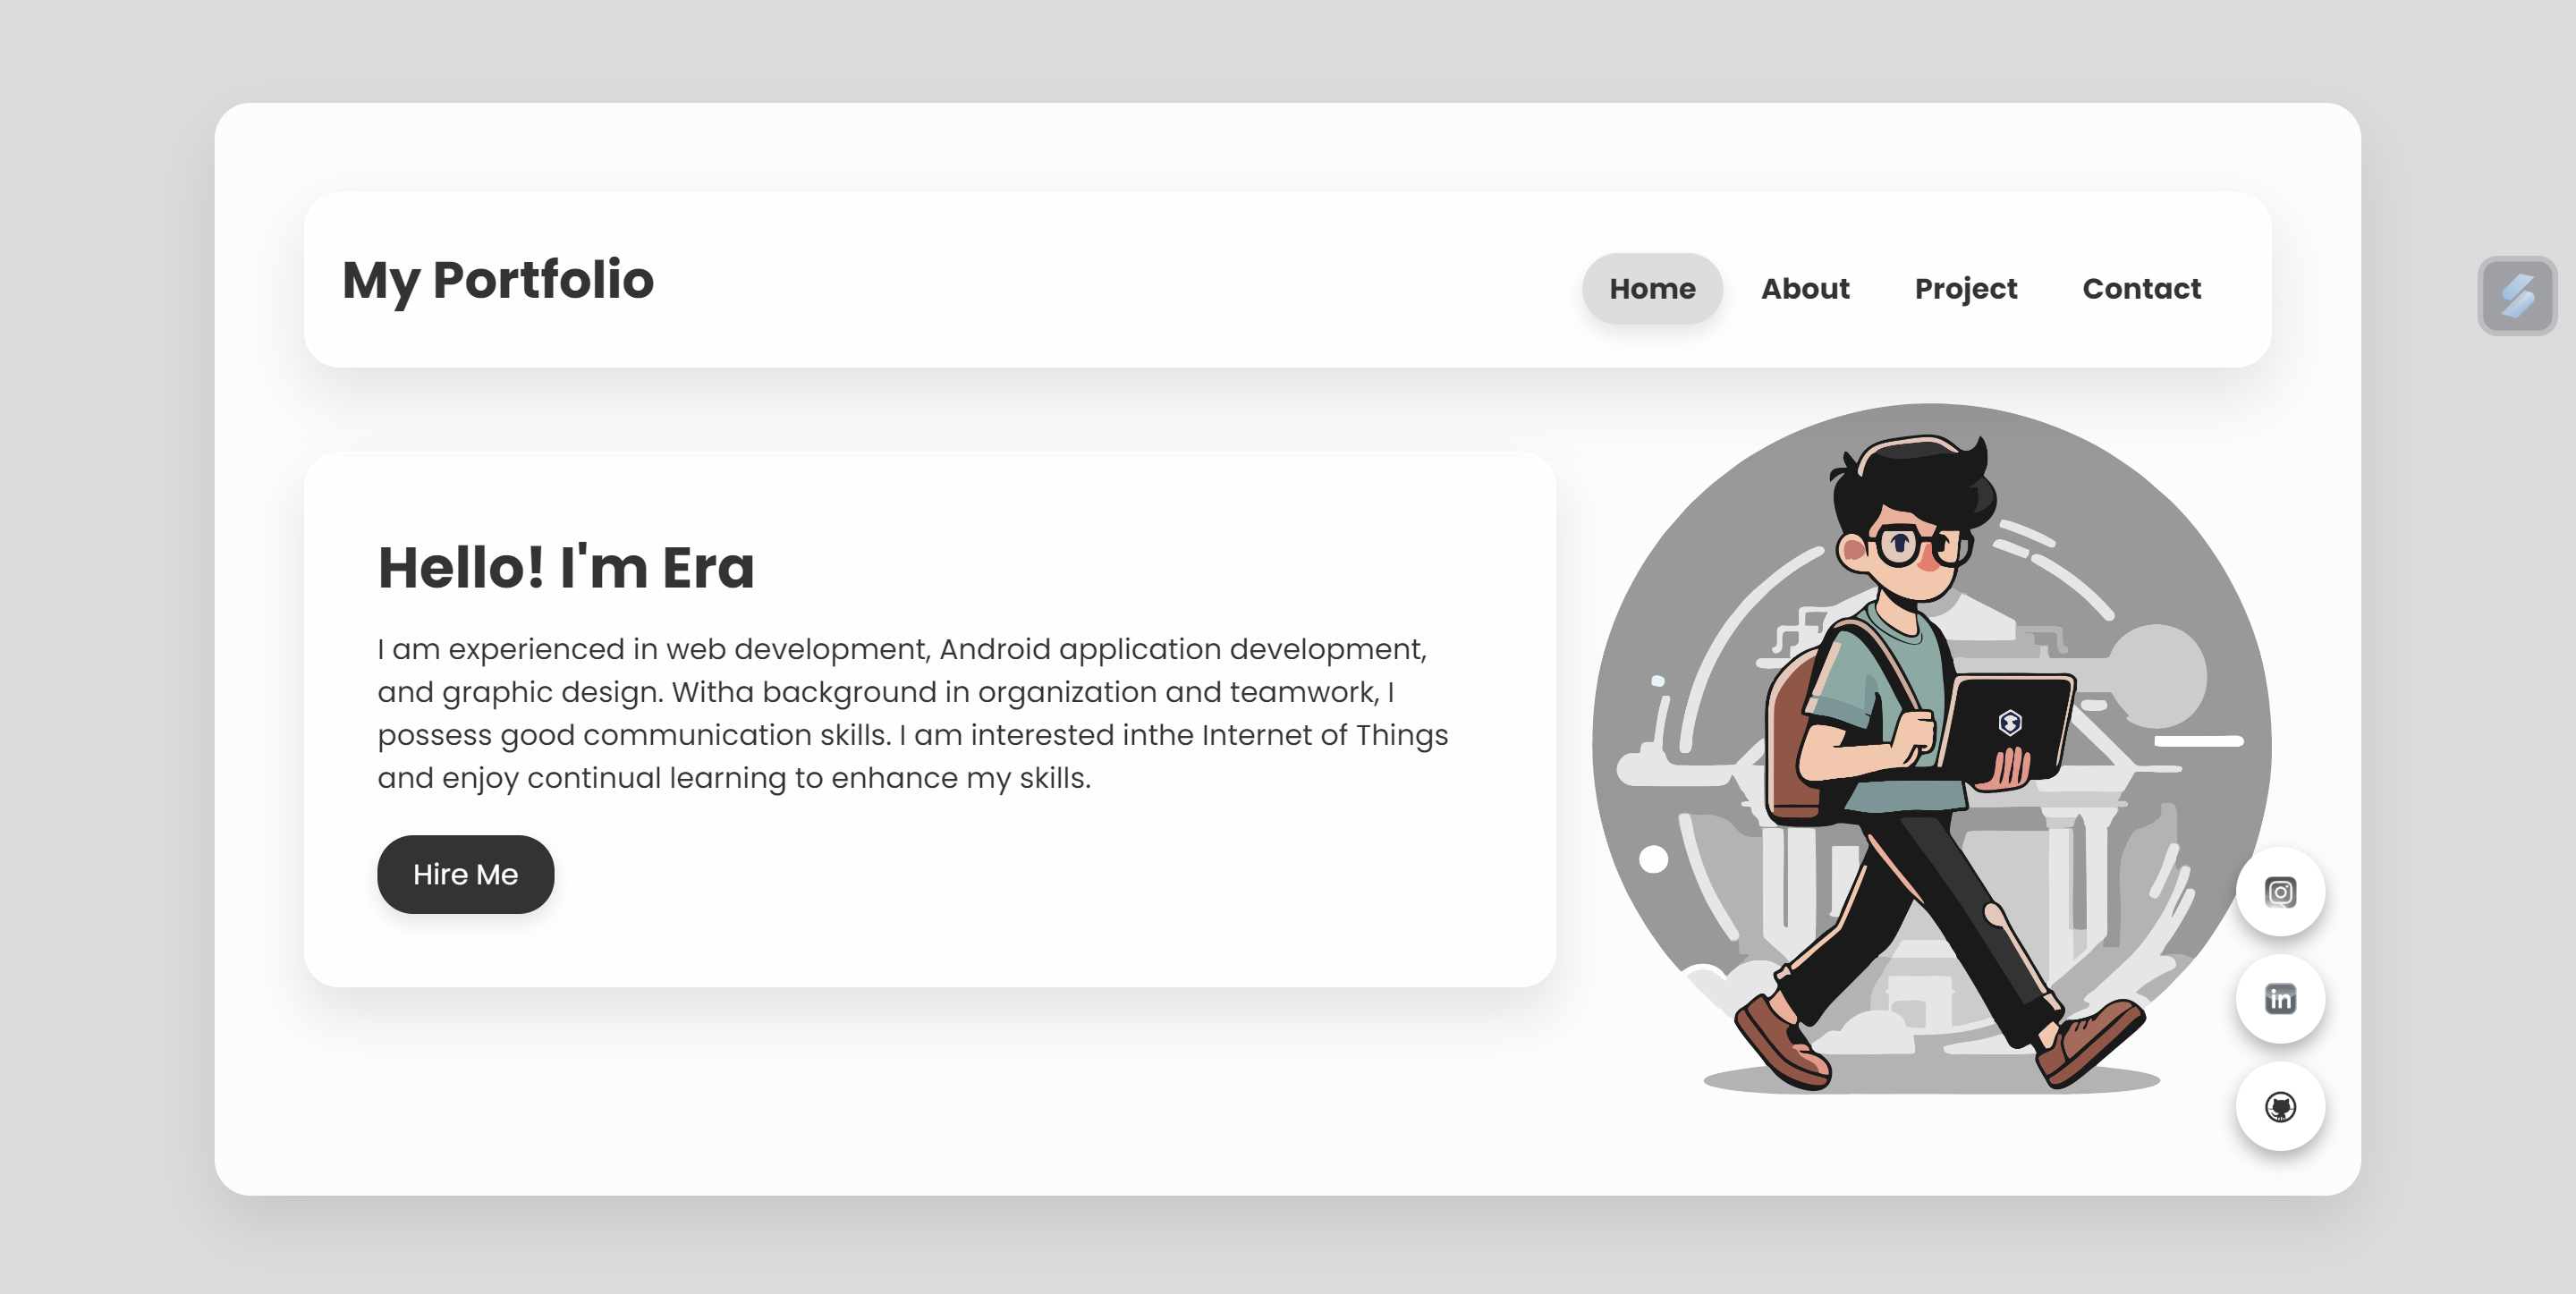 My Portfolio
Home About Project Contact
Hello! I'm Era
I am experienced in web development, Android application development,
and graphic design. Witha background in organization and teamwork, I
possess good communication skills. I am interested inthe Internet of Things
and enjoy continual learning to enhance my skills.
Hire Me
in